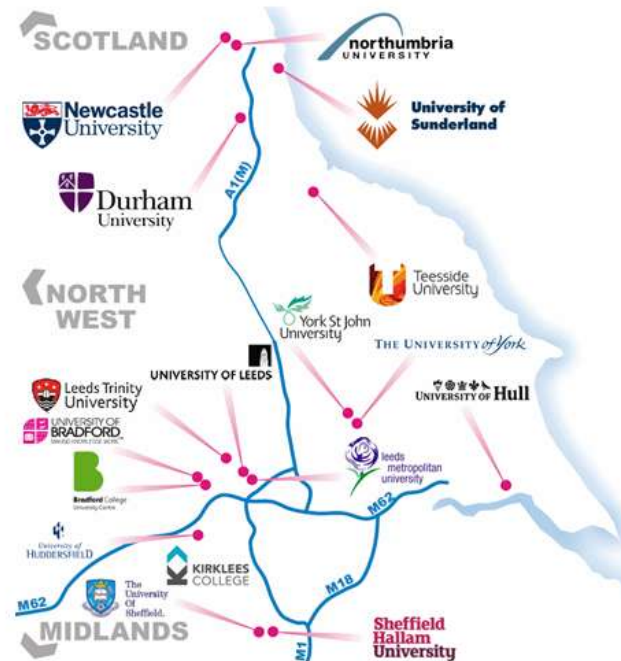 SCOTLAND
northumbria
UNIVERSITY
Newcastle
University
University of
Sunderland
Durham
University
A1(M)
Teesside
University
NORTH
WEST
York St John
University
THE UNIVERSITY of York
UNIVERSITY OF LEEDS
Leeds Trinity
University
UNIVERSITY OF HULL
UNIVERSITY OF
BRADFORD
MAKING KNOWLEDGE WORK
leeds
metropolitan
university
Bradford College
University Centre
M62
University of
HUDDERSFIELD
KIRKLEES
COLLEGE
The
University
Of
Sheffield.
M18
M62
MIDLANDS
M1
Sheffield
Hallam
University